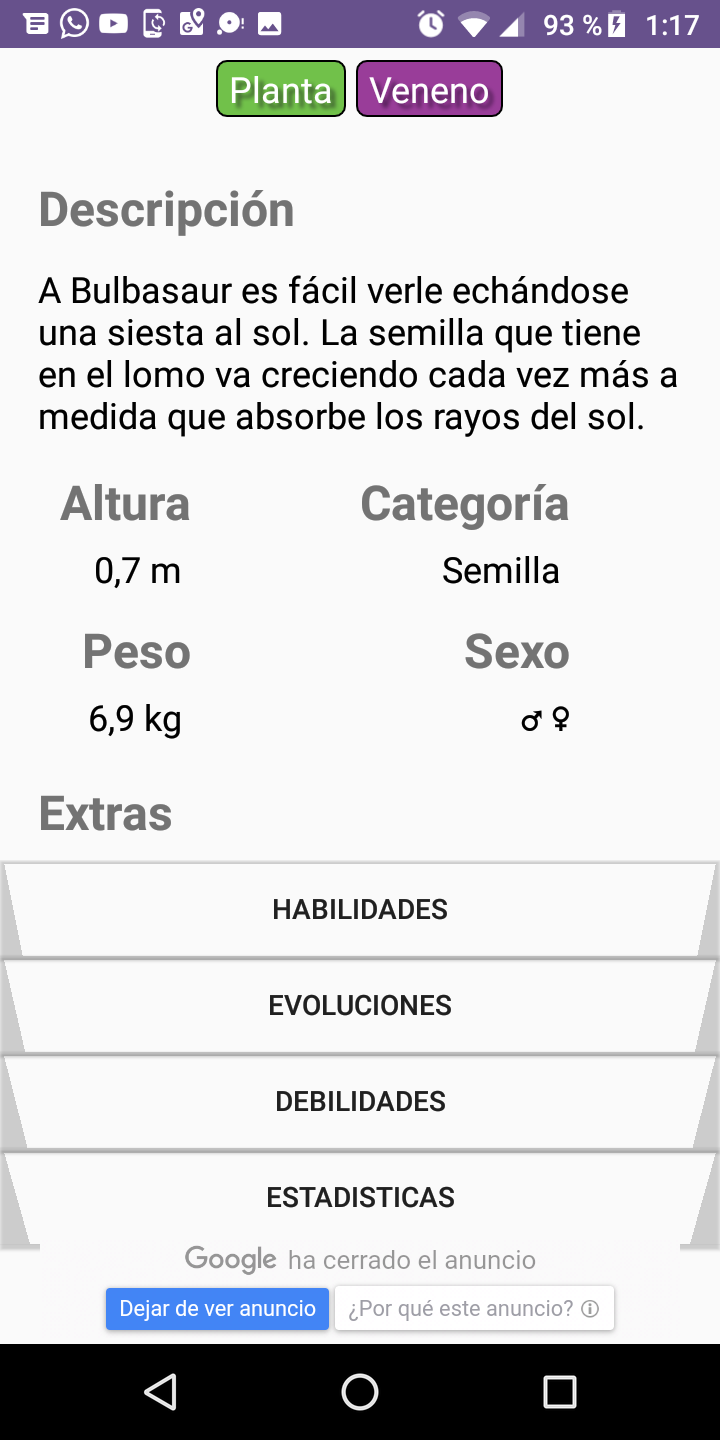 93 % 1:17
Planta Veneno
Descripción
A Bulbasaur es fácil verle echándose
una siesta al sol. La semilla que tiene
en el lomo va creciendo cada vez más a
medida que absorbe los rayos del sol.
Altura Categoría
0,7 m Semilla
Peso Sexo
6,9 kg ♂♀
Extras
HABILIDADES
EVOLUCIONES
DEBILIDADES
ESTADISTICAS
Google ha cerrado el anuncio
Dejar de ver anuncio ¿Por qué este anuncio?